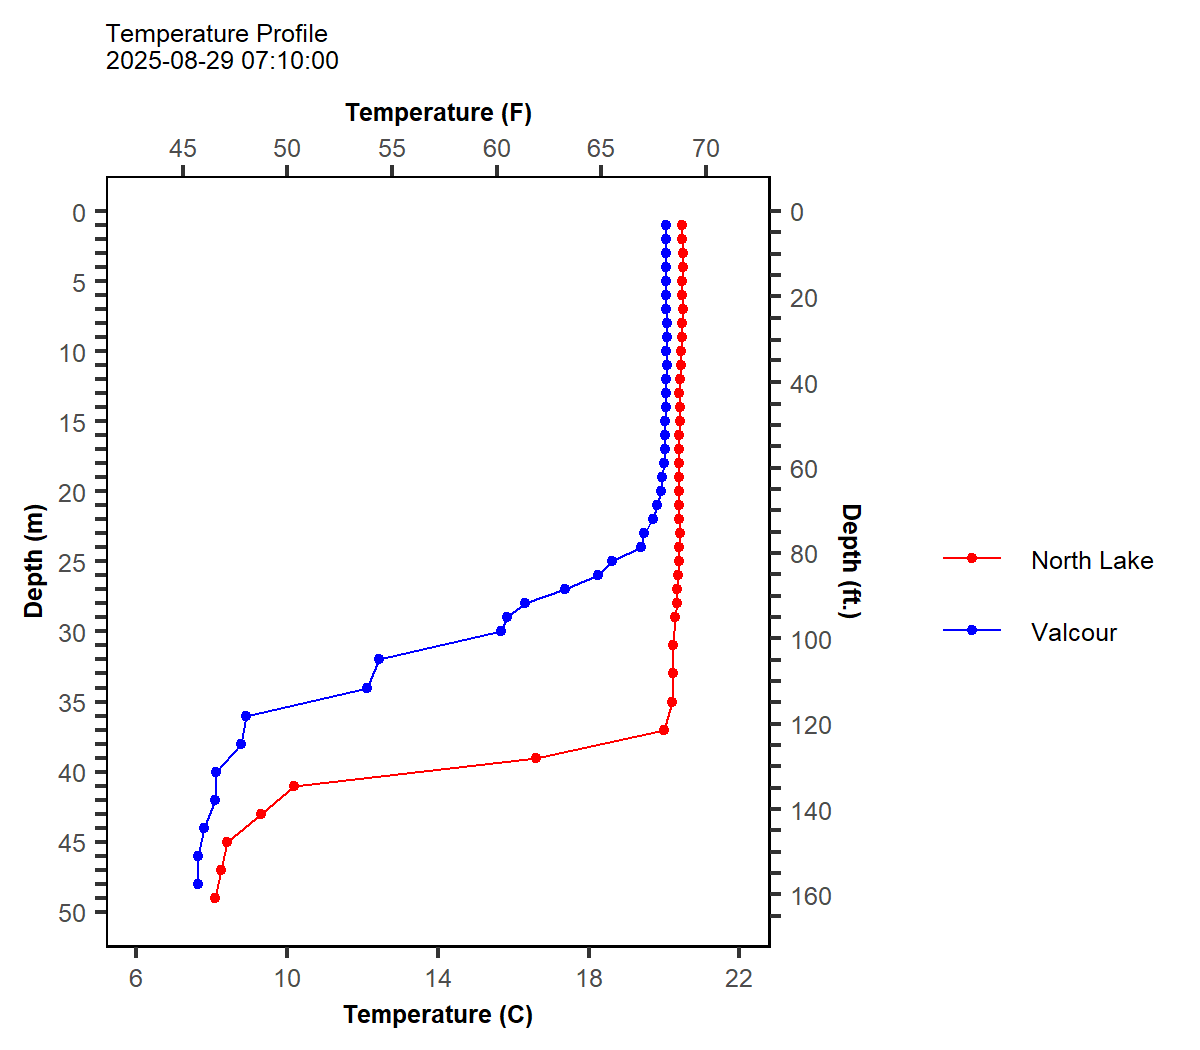 Temperature Profile
2025-08-29 07:10:00
Temperature (F)
45 50 55 60 65 70
0
5
10
15
20
25
30
35
40
45
50
Depth (m)
0
20
40
60
80
100
120
140
160
Depth (ft.)
North Lake
Valcour
6 10 14 18 22
Temperature (C)